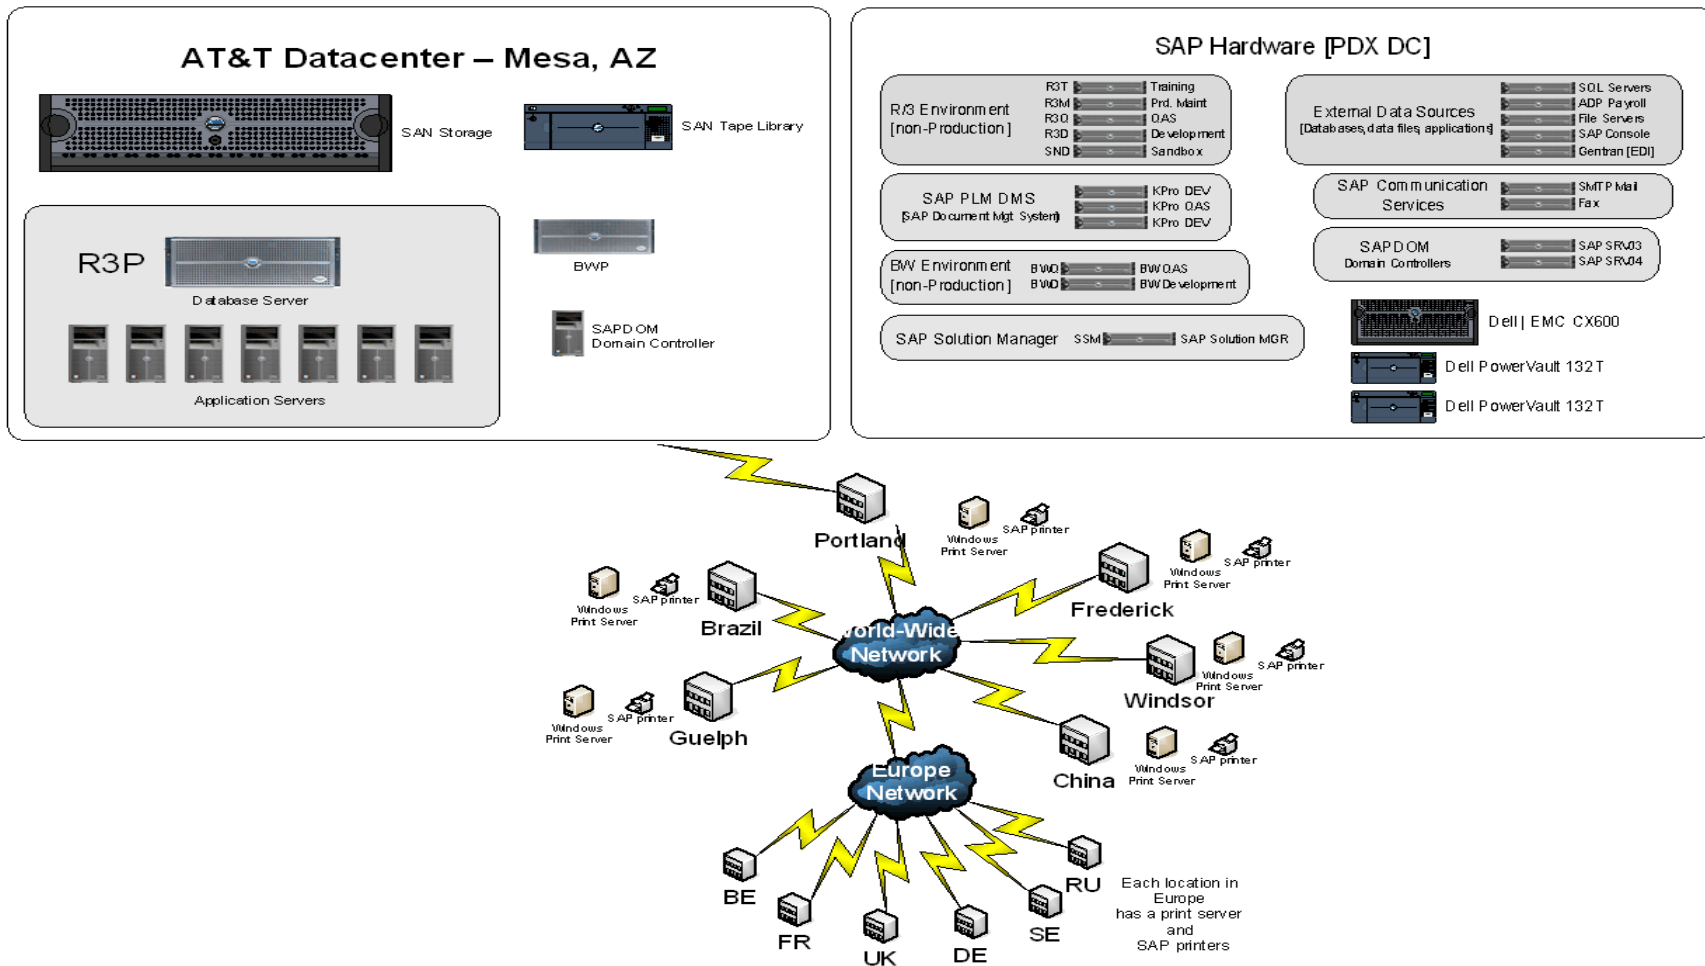 AT&T Datacenter – Mesa, AZ
SAN Storage
SAN Tape Library
R3P
Database Server
Application Servers
BWP
SAPDOM
Domain Controller
SAP Hardware [PDX DC]
R/3 Environment
[non-Production]
R3T Training
R3M Prd. Maint
R3Q QAS
R3D Development
SND Sandbox
SAP PLM DMS
[SAP Document Mgt System]
KPro DEV
KPro QAS
KPro DEV
BW Environment
[non-Production]
BWQ BW QAS
BWD BW Development
SAP Solution Manager SSM SAP Solution MGR
External Data Sources
[Databases, data files, applications]
SQL Servers
ADP Payroll
File Servers
SAP Console
Gentran [EDI]
SAP Communication
Services
SMTP Mail
Fax
SAPDOM
Domain Controllers
SAPSRV03
SAPSRV04
Dell | EMC CX600
Dell PowerVault 132T
Dell PowerVault 132T
Portland
Windows
Print Server
SAP printer
Frederick
Windows
Print Server
SAP printer
Brazil
Windows
Print Server
SAP printer
World-Wide
Network
Windsor
Windows
Print Server
SAP printer
Guelph
Windows
Print Server
SAP printer
China
Windows
Print Server
SAP printer
Europe
Network
BE
FR
UK
DE
SE
RU
Each location in
Europe
has a print server
and
SAP printers